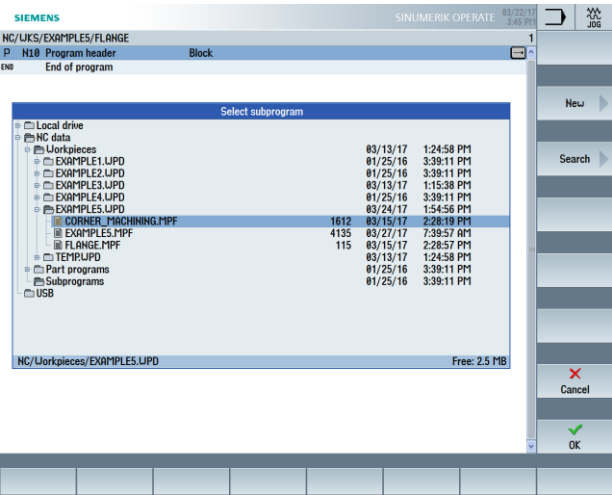 SIEMENS SINUMERIK OPERATE 03/22/17 3:45 PM JOG
NC/WKS/EXAMPLE5/FLANGE 1
P N10 Program header Block
END End of program
Select subprogram
Local drive
NC data
Workpieces 03/13/17 1:24:58 PM
EXAMPLE1.WPD 01/25/16 3:39:11 PM
EXAMPLE2.WPD 01/25/16 3:39:11 PM
EXAMPLE3.WPD 03/13/17 1:15:38 PM
EXAMPLE4.WPD 01/25/16 3:39:11 PM
EXAMPLE5.WPD 03/24/17 1:54:56 PM
CORNER_MACHINING.MPF 1612 03/15/17 2:28:19 PM
EXAMPLE5.MPF 4135 03/27/17 7:39:57 AM
FLANGE.MPF 115 03/15/17 2:28:57 PM
TEMP.WPD 03/13/17 1:24:58 PM
Part programs 01/25/16 3:39:11 PM
Subprograms 01/25/16 3:39:11 PM
USB
NC/Workpieces/EXAMPLE5.WPD Free: 2.5 MB
New
Search
Cancel
OK